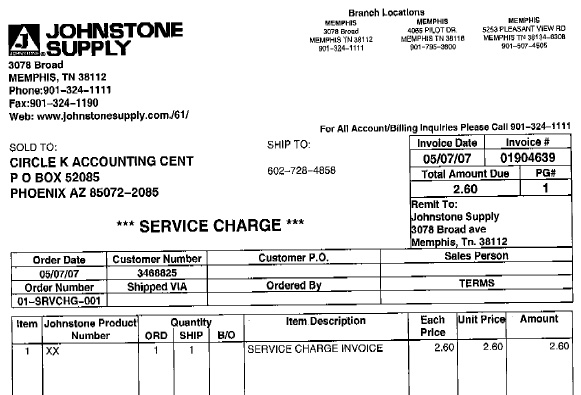 JOHNSTONE
SUPPLY
3078 Broad
MEMPHIS, TN 38112
Phone:901-324-1111
Fax:901-324-1190
Web: www.johnstonesupply.com./61/
Branch Locations
MEMPHIS MEMPHIS MEMPHIS
3078 Broad 4085 PILOT DR. 5253 PLEASANT VIEW RD
MEMPHIS TN 38112 MEMPHIS TN 38118 MEMPHIS TN 38134-6308
901-324-1111 901-795-3800 901-507-4505
For All Account/Billing Inquiries Please Call 901-324-1111
SOLD TO:
CIRCLE K ACCOUNTING CENT
P O BOX 52085
PHOENIX AZ 85072-2085
SHIP TO:
602-728-4858
Invoice Date Invoice #
05/07/07 01904639
Total Amount Due PG#
2.60 1
Remit To:
Johnstone Supply
3078 Broad ave
Memphis, Tn. 38112
*** SERVICE CHARGE ***
Order Date Customer Number Customer P.O. Sales Person
05/07/07 3468825
Order Number Shipped VIA Ordered By TERMS
01-SRVCHG-001
Item Johnstone Product Number Quantity ORD SHIP B/O Item Description Each Price Unit Price Amount
1 XX 1 1 SERVICE CHARGE INVOICE 2.60 2.60 2.60